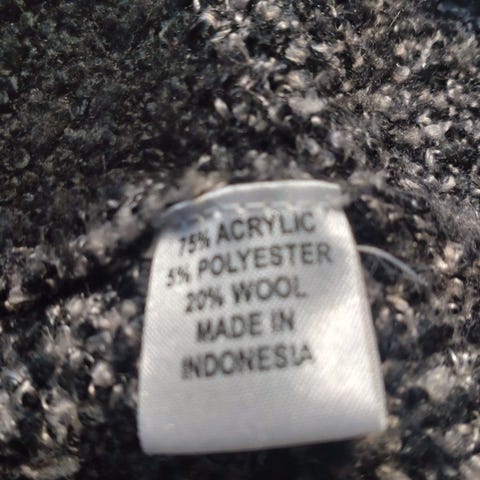 75% ACRYLIC
5% POLYESTER
20% WOOL
MADE IN
INDONESIA